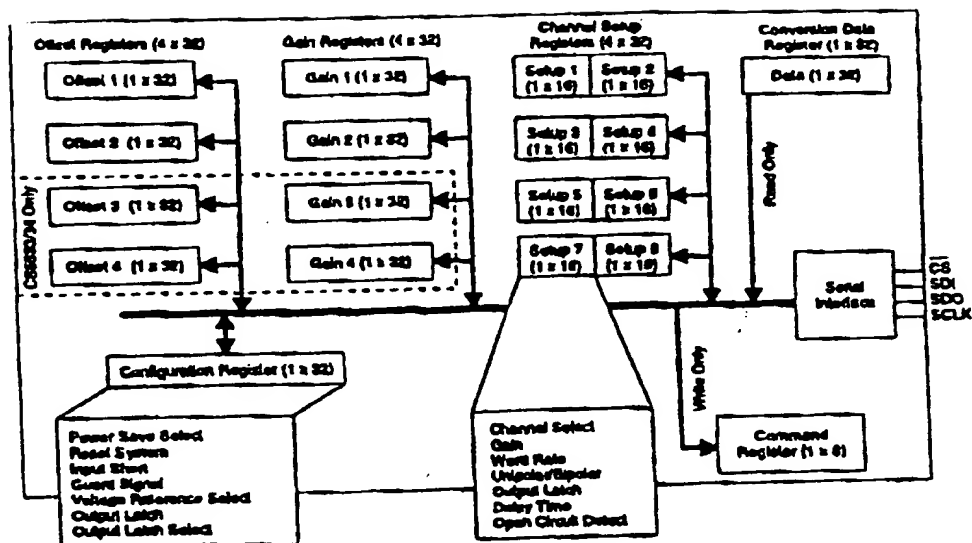 Offset Registers (4 x 32)
Gain Registers (4 x 32)
Channel Setup
Registers (4 x 32)
Conversion Data
Register (1 x 32)
Offset 1 (1 x 32)
Gain 1 (1 x 32)
Setup 1
(1 x 16)
Setup 2
(1 x 16)
Data (1 x 32)
Offset 2 (1 x 32)
Gain 2 (1 x 32)
Setup 3
(1 x 16)
Setup 4
(1 x 16)
Read Only
CS5533/34 Only
Offset 3 (1 x 32)
Gain 3 (1 x 32)
Setup 5
(1 x 16)
Setup 6
(1 x 16)
Offset 4 (1 x 32)
Gain 4 (1 x 32)
Setup 7
(1 x 16)
Setup 8
(1 x 16)
Serial
Interface
CS
SDI
SDO
SCLK
Configuration Register (1 x 32)
Write Only
Power Save Select
Reset System
Input Short
Guard Signal
Voltage Reference Select
Output Latch
Output Latch Select
Channel Select
Gain
Word Rate
Unipolar/Bipolar
Output Latch
Delay Time
Open Circuit Detect
Command
Register (1 x 8)